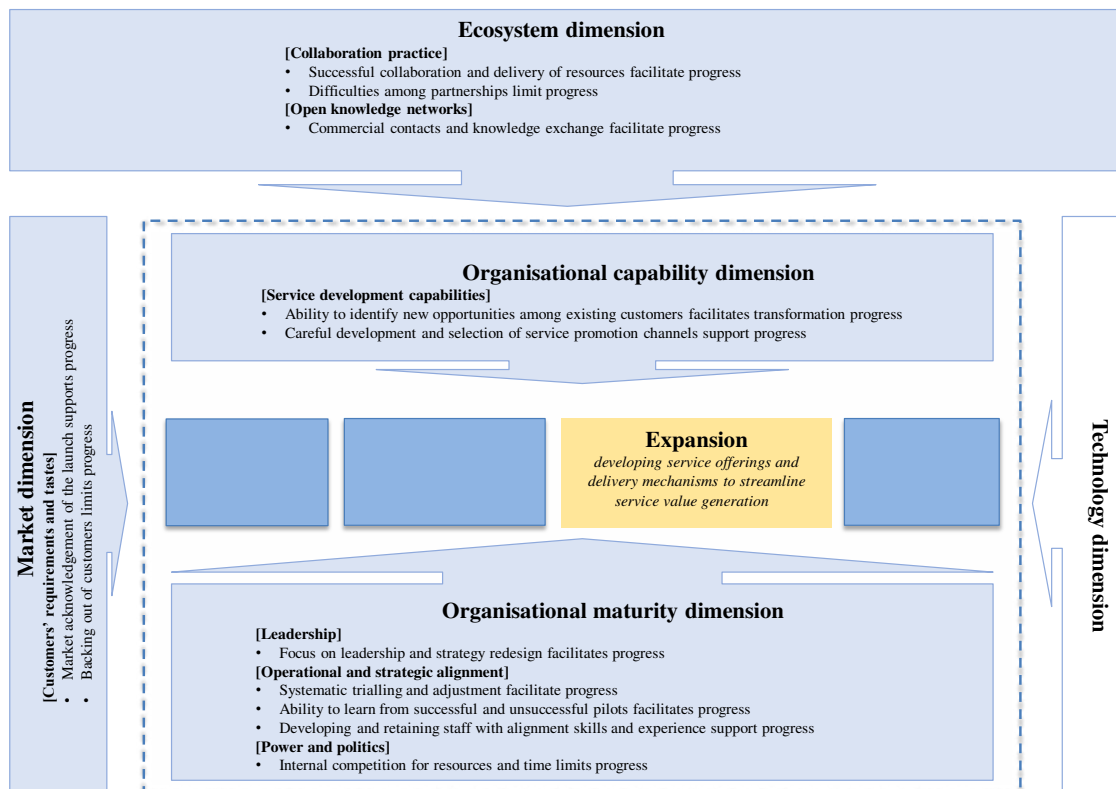 Ecosystem dimension
[Collaboration practice]
• Successful collaboration and delivery of resources facilitate progress
• Difficulties among partnerships limit progress
[Open knowledge networks]
• Commercial contacts and knowledge exchange facilitate progress
Market dimension
[Customers’ requirements and tastes]
• Market acknowledgement of the launch supports progress
• Backing out of customers limits progress
Organisational capability dimension
[Service development capabilities]
• Ability to identify new opportunities among existing customers facilitates transformation progress
• Careful development and selection of service promotion channels support progress
Expansion
developing service offerings and
delivery mechanisms to streamline
service value generation
Technology dimension
Organisational maturity dimension
[Leadership]
• Focus on leadership and strategy redesign facilitates progress
[Operational and strategic alignment]
• Systematic trialling and adjustment facilitate progress
• Ability to learn from successful and unsuccessful pilots facilitates progress
• Developing and retaining staff with alignment skills and experience support progress
[Power and politics]
• Internal competition for resources and time limits progress